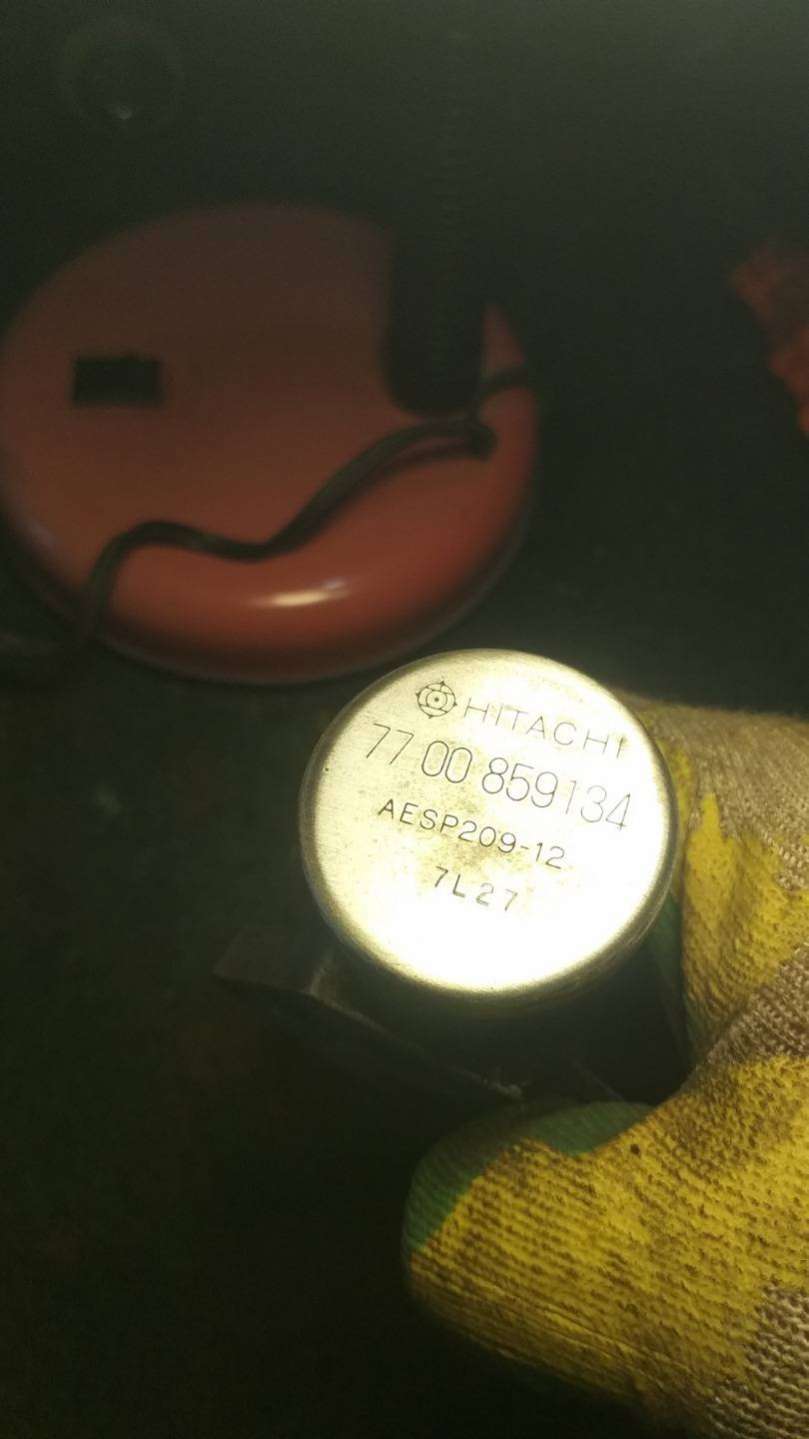 HITACHI
77 00 859134
AESP209-12
7L27